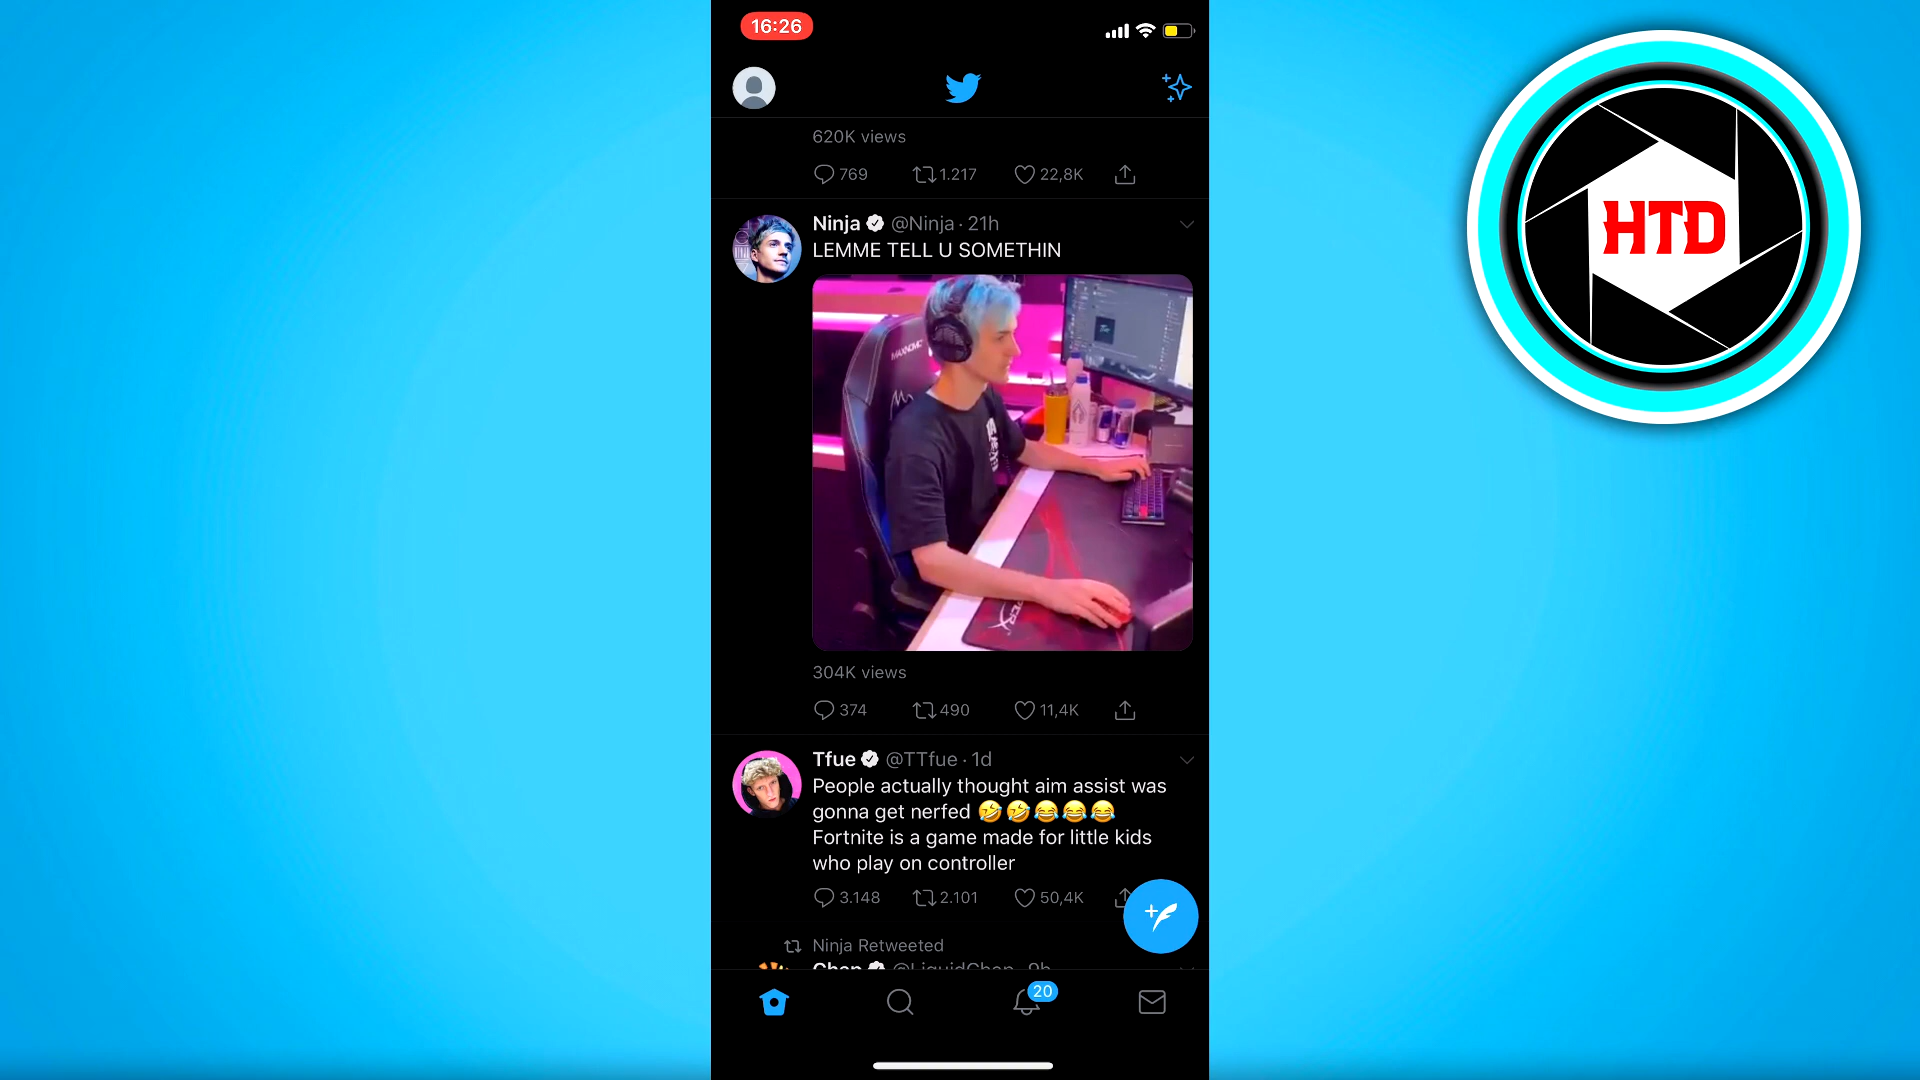 16:26
620K views
769 1.217 22,8K
Ninja @Ninja · 21h
LEMME TELL U SOMETHIN
MAXNOMIC
304K views
374 490 11,4K
Tfue @TTfue · 1d
People actually thought aim assist was
gonna get nerfed 🤣🤣😂😂😂
Fortnite is a game made for little kids
who play on controller
3.148 2.101 50,4K
Ninja Retweeted
20
HTD